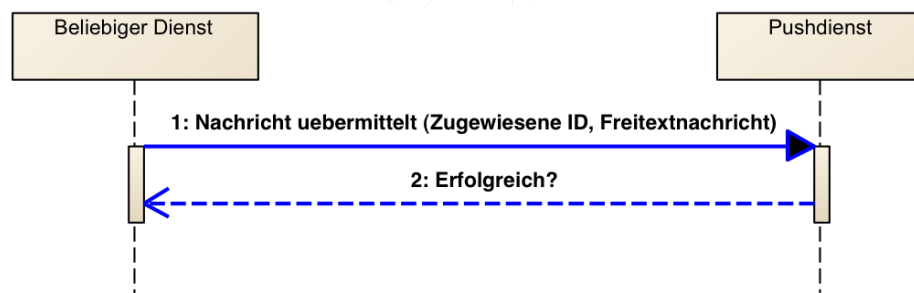 Beliebiger Dienst
Pushdienst
1: Nachricht uebermittelt (Zugewiesene ID, Freitextnachricht)
2: Erfolgreich?